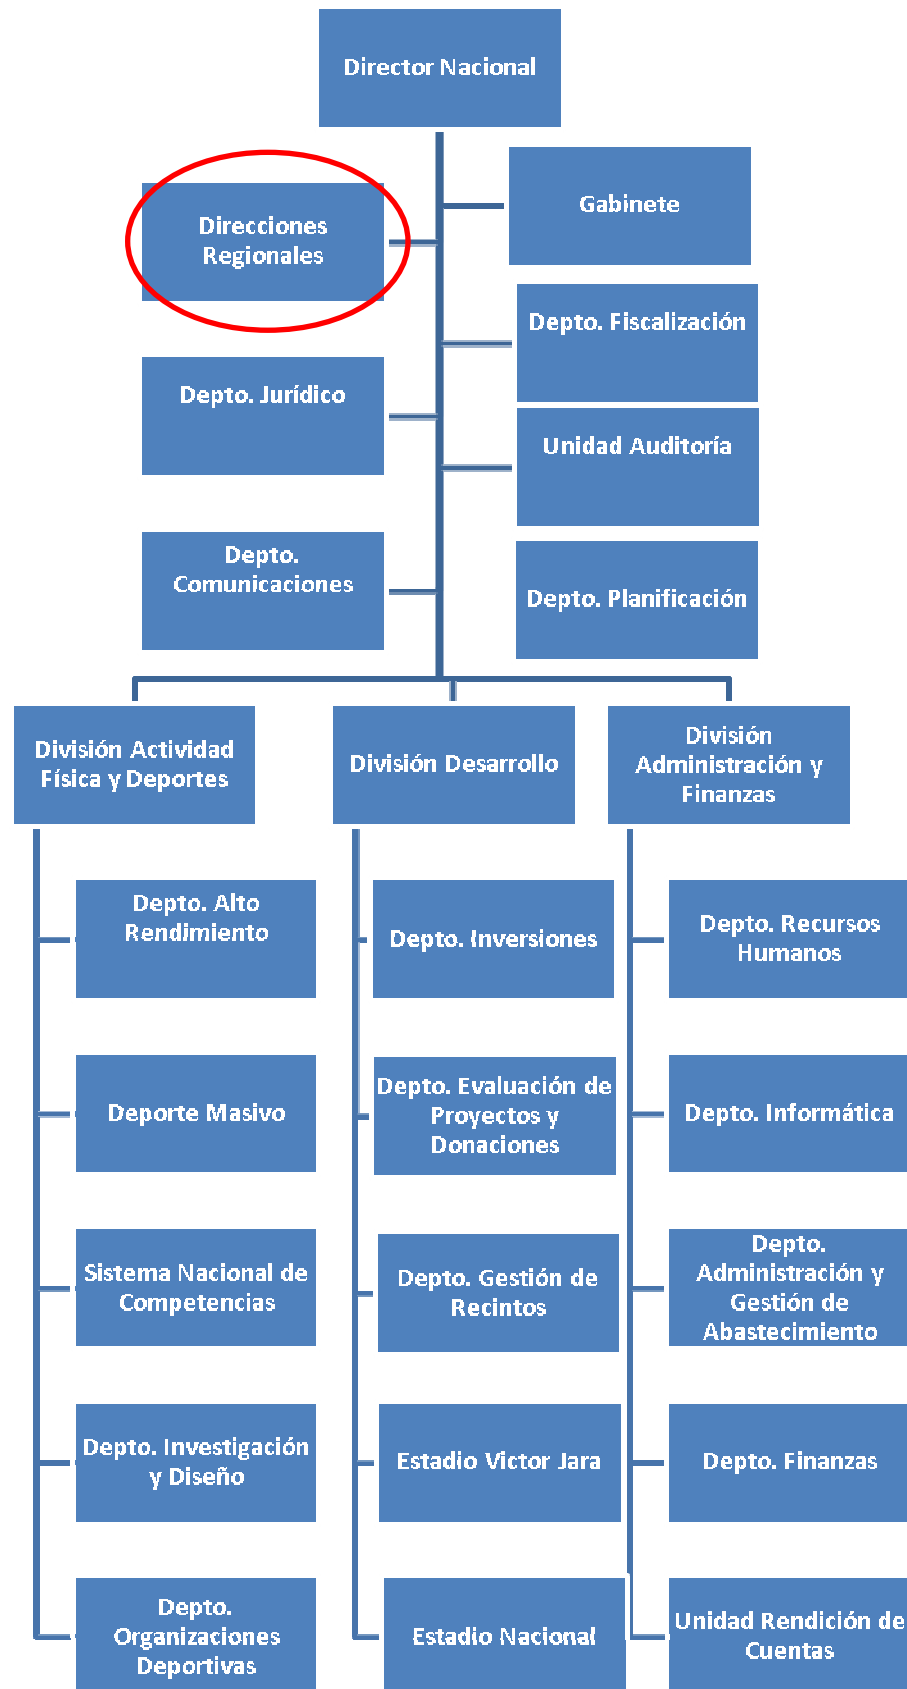 Director Nacional
Gabinete
Direcciones
Regionales
Depto. Fiscalización
Depto. Jurídico
Unidad Auditoría
Depto.
Comunicaciones
Depto. Planificación
División Actividad
Física y Deportes
División Desarrollo
División
Administración y
Finanzas
Depto. Alto
Rendimiento
Depto. Inversiones
Depto. Recursos
Humanos
Deporte Masivo
Depto. Evaluación de
Proyectos y
Donaciones
Depto. Informática
Sistema Nacional de
Competencias
Depto. Gestión de
Recintos
Depto.
Administración y
Gestión de
Abastecimiento
Depto. Investigación
y Diseño
Estadio Victor Jara
Depto. Finanzas
Depto.
Organizaciones
Deportivas
Estadio Nacional
Unidad Rendición de
Cuentas